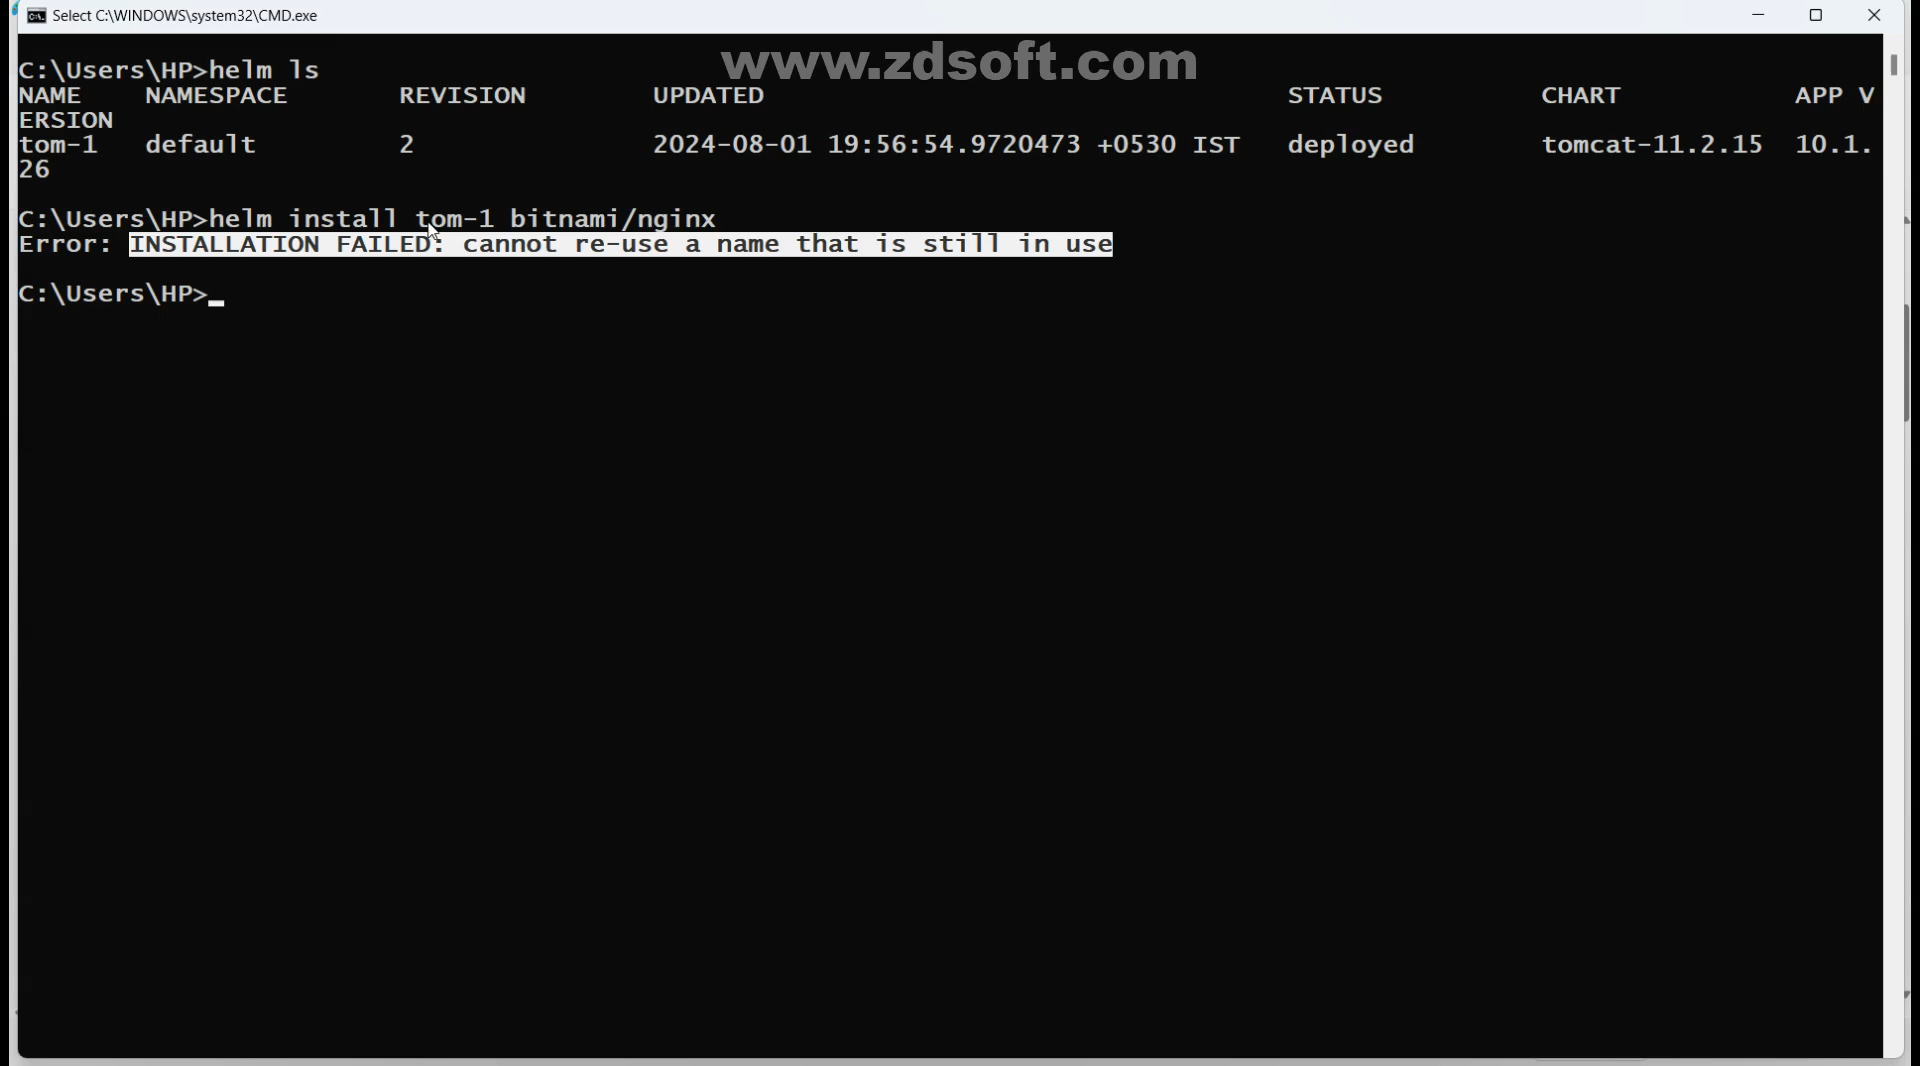 Select C:\WINDOWS\system32\CMD.exe
www.zdsoft.com
C:\Users\HP>helm ls
NAME NAMESPACE REVISION UPDATED STATUS CHART APP V
ERSION
tom-1 default 2 2024-08-01 19:56:54.9720473 +0530 IST deployed tomcat-11.2.15 10.1.
26
C:\Users\HP>helm install tom-1 bitnami/nginx
Error: INSTALLATION FAILED: cannot re-use a name that is still in use
C:\Users\HP>